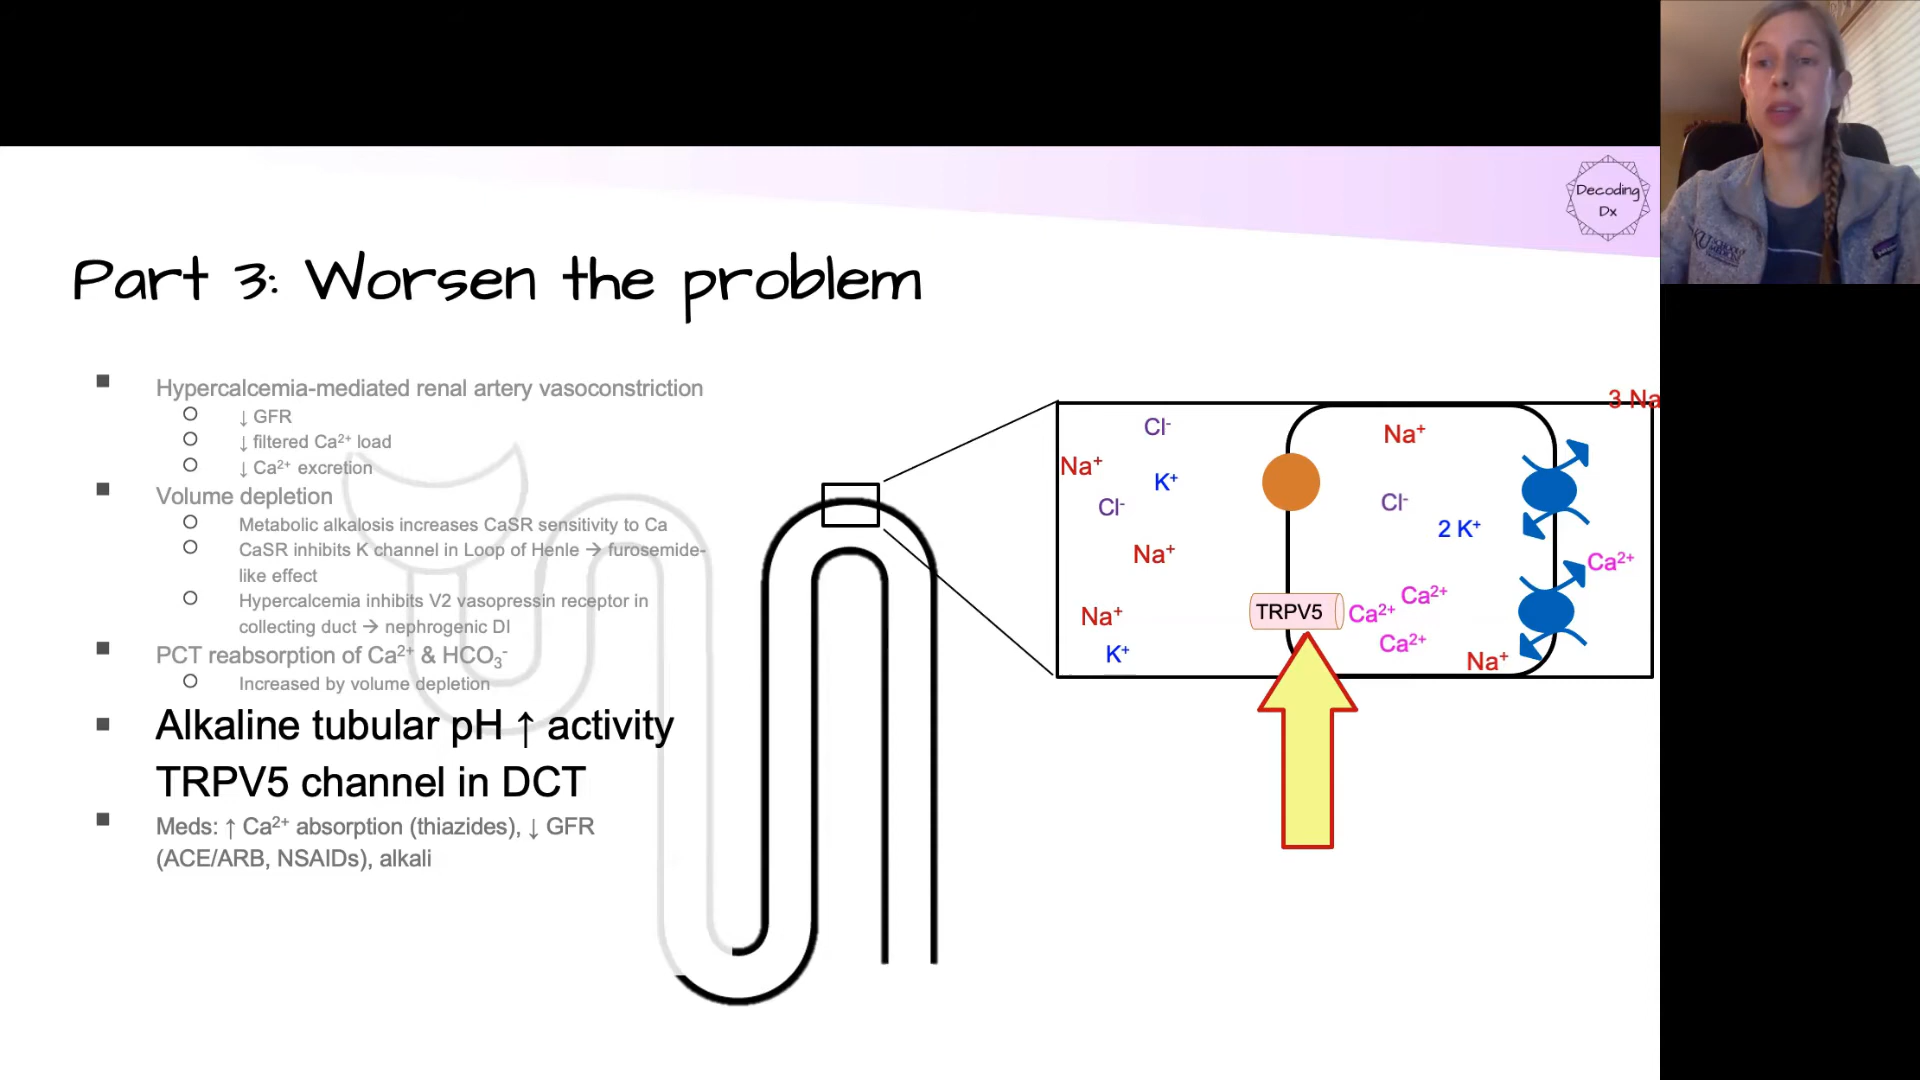 Decoding
Dx
Part 3: Worsen the problem
Hypercalcemia-mediated renal artery vasoconstriction
↓ GFR
↓ filtered Ca²⁺ load
↓ Ca²⁺ excretion
Volume depletion
Metabolic alkalosis increases CaSR sensitivity to Ca
CaSR inhibits K channel in Loop of Henle → furosemide-
like effect
Hypercalcemia inhibits V2 vasopressin receptor in
collecting duct → nephrogenic DI
PCT reabsorption of Ca²⁺ & HCO₃⁻
Increased by volume depletion
Alkaline tubular pH ↑ activity
TRPV5 channel in DCT
Meds: ↑ Ca²⁺ absorption (thiazides), ↓ GFR
(ACE/ARB, NSAIDs), alkali
3 Na
Cl⁻
Na⁺
Na⁺
K⁺
Cl⁻
Cl⁻
2 K⁺
Na⁺
Ca²⁺
Ca²⁺
Na⁺
TRPV5
Ca²⁺
Ca²⁺
K⁺
Na⁺
KU SCHOOL OF
MEDICINE